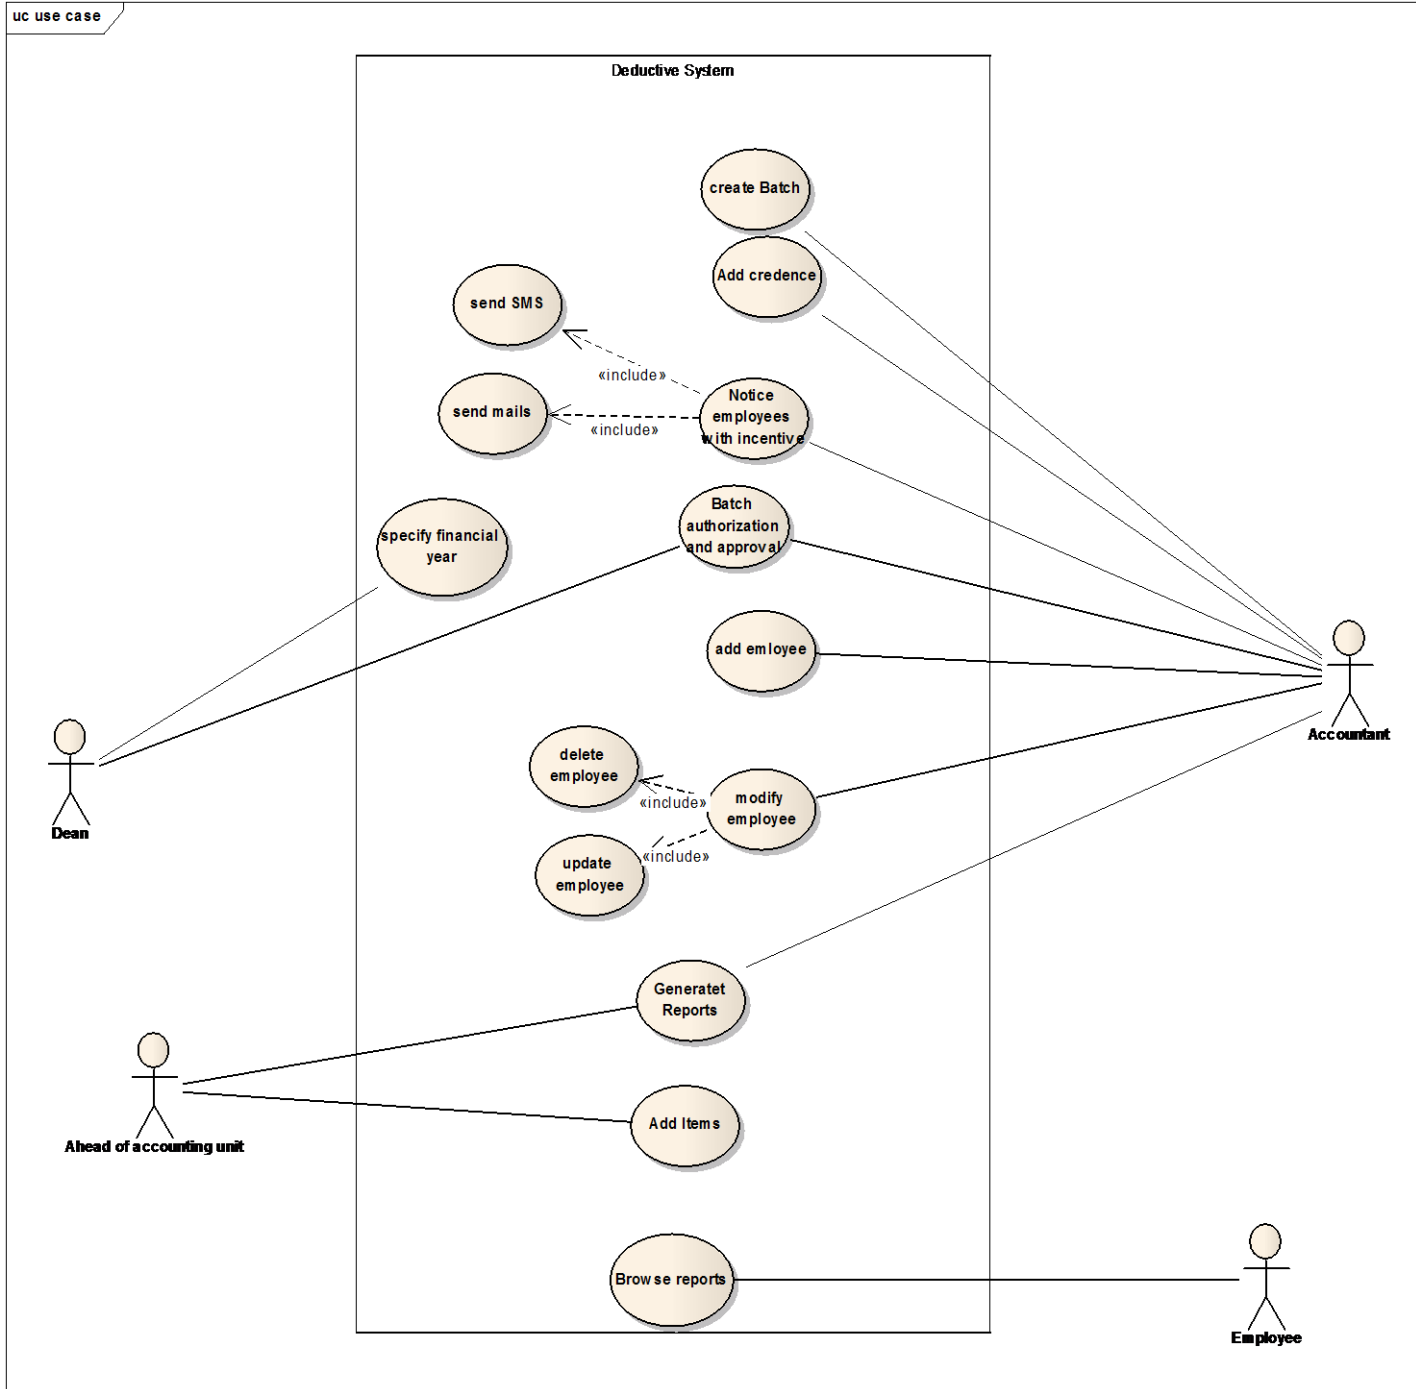 uc use case
Deductive System
create Batch
Add credence
send SMS
«include»
send mails
«include»
Notice
employees
with incentive
specify financial
year
Batch
authorization
and approval
add emloyee
Accountant
Dean
delete
employee
«include»
modify
employee
«include»
update
employee
Generatet
Reports
Ahead of accounting unit
Add Items
Browse reports
Employee